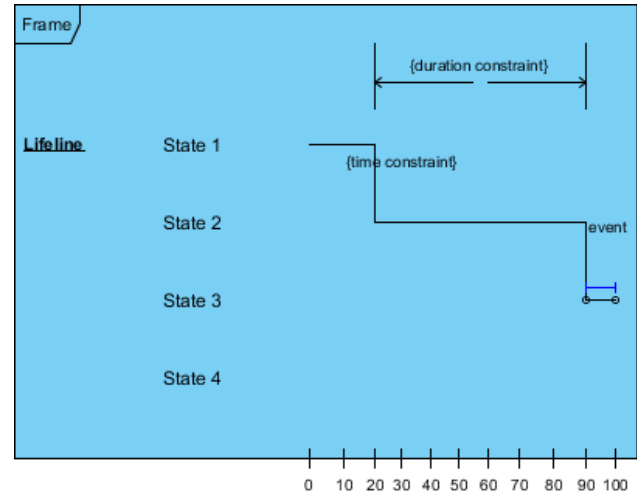 Frame
{duration constraint}
Lifeline
State 1
{time constraint}
State 2
event
State 3
State 4
0 10 20 30 40 50 60 70 80 90 100